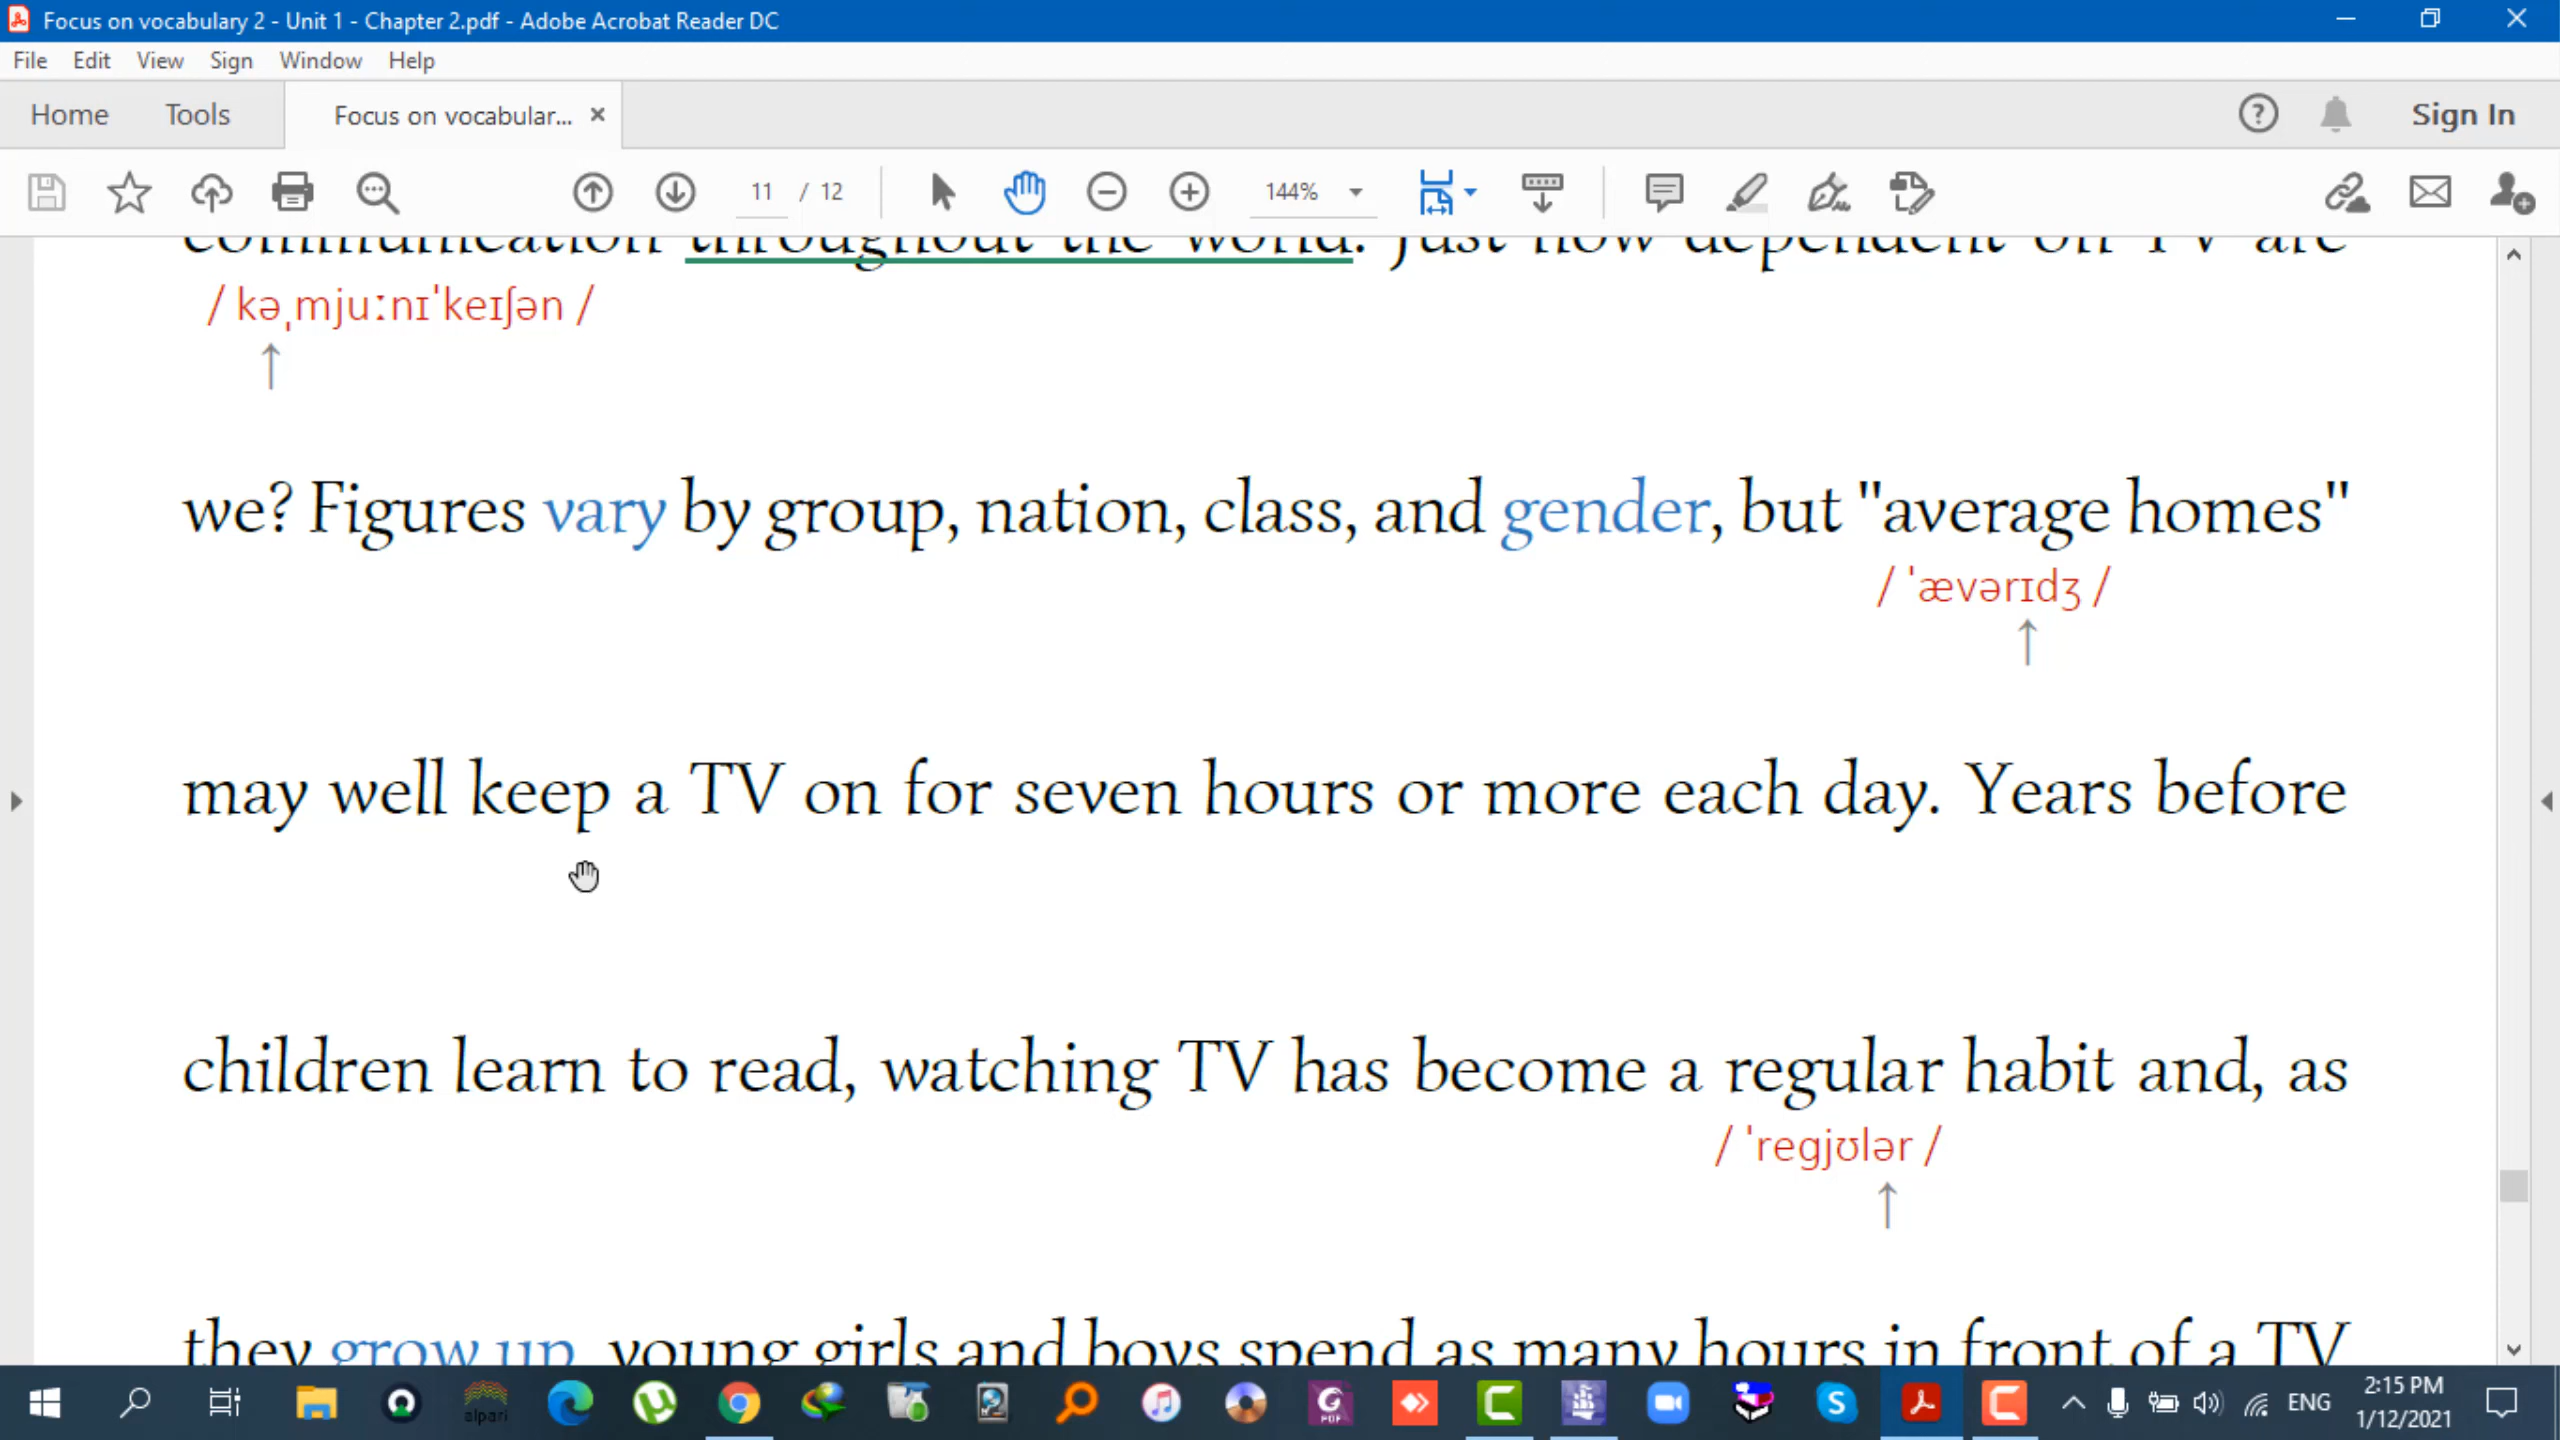 Focus on vocabulary 2 - Unit 1 - Chapter 2.pdf - Adobe Acrobat Reader DC
File Edit View Sign Window Help
Home Tools Focus on vocabular... Sign In
11 / 12 144%
communication throughout the world. Just how dependent on TV are
/ kəˌmjuːnɪˈkeɪʃən /
↑
we? Figures vary by group, nation, class, and gender, but "average homes"
/ ˈævərɪdʒ /
↑
may well keep a TV on for seven hours or more each day. Years before
children learn to read, watching TV has become a regular habit and, as
/ ˈregjʊlər /
↑
they grow up, young girls and boys spend as many hours in front of a TV
alpari
G PDF
ENG
2:15 PM
1/12/2021